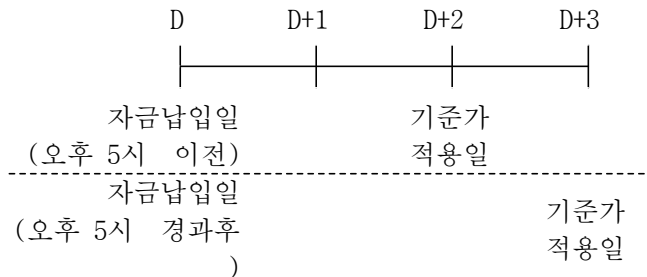 D D+1 D+2 D+3
자금납입일 기준가
(오후 5시 이전) 적용일
자금납입일
(오후 5시 경과후
)
기준가
적용일